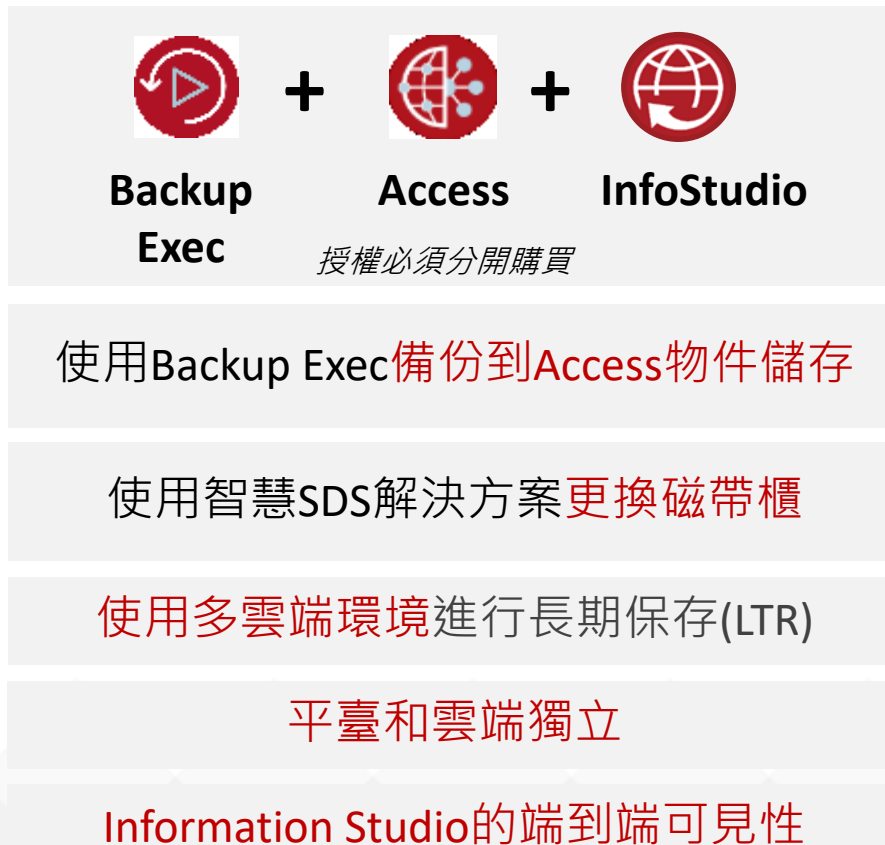 + +
Backup Exec Access InfoStudio
授權必須分開購買
使用Backup Exec備份到Access物件儲存
使用智慧SDS解決方案更換磁帶櫃
使用多雲端環境進行長期保存(LTR)
平臺和雲端獨立
Information Studio的端到端可見性